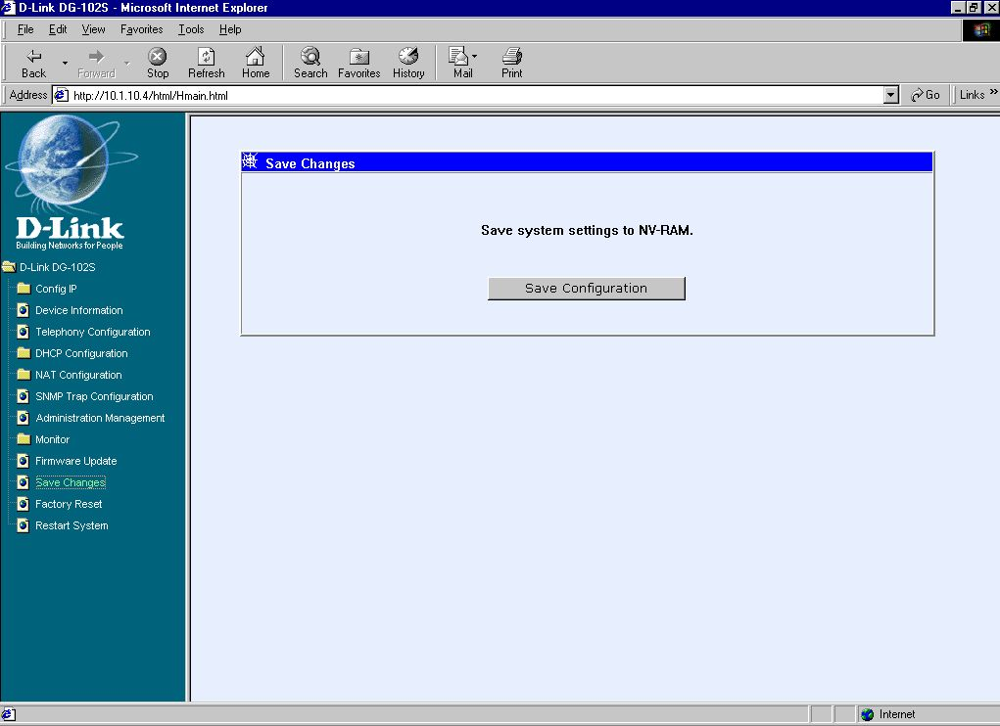 D-Link DG-102S - Microsoft Internet Explorer
File Edit View Favorites Tools Help
Back Forward Stop Refresh Home Search Favorites History Mail Print
Address http://10.1.10.4/html/Hmain.html Go Links »
D-Link
Building Networks for People
D-Link DG-102S
Config IP
Device Information
Telephony Configuration
DHCP Configuration
NAT Configuration
SNMP Trap Configuration
Administration Management
Monitor
Firmware Update
Save Changes
Factory Reset
Restart System
Save Changes
Save system settings to NV-RAM.
Save Configuration
Internet